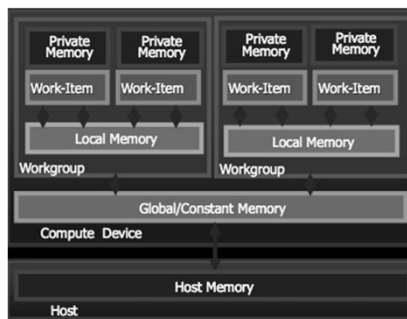 Private Memory
Private Memory
Private Memory
Private Memory
Work-Item
Work-Item
Work-Item
Work-Item
Local Memory
Local Memory
Workgroup
Workgroup
Global/Constant Memory
Compute Device
Host Memory
Host